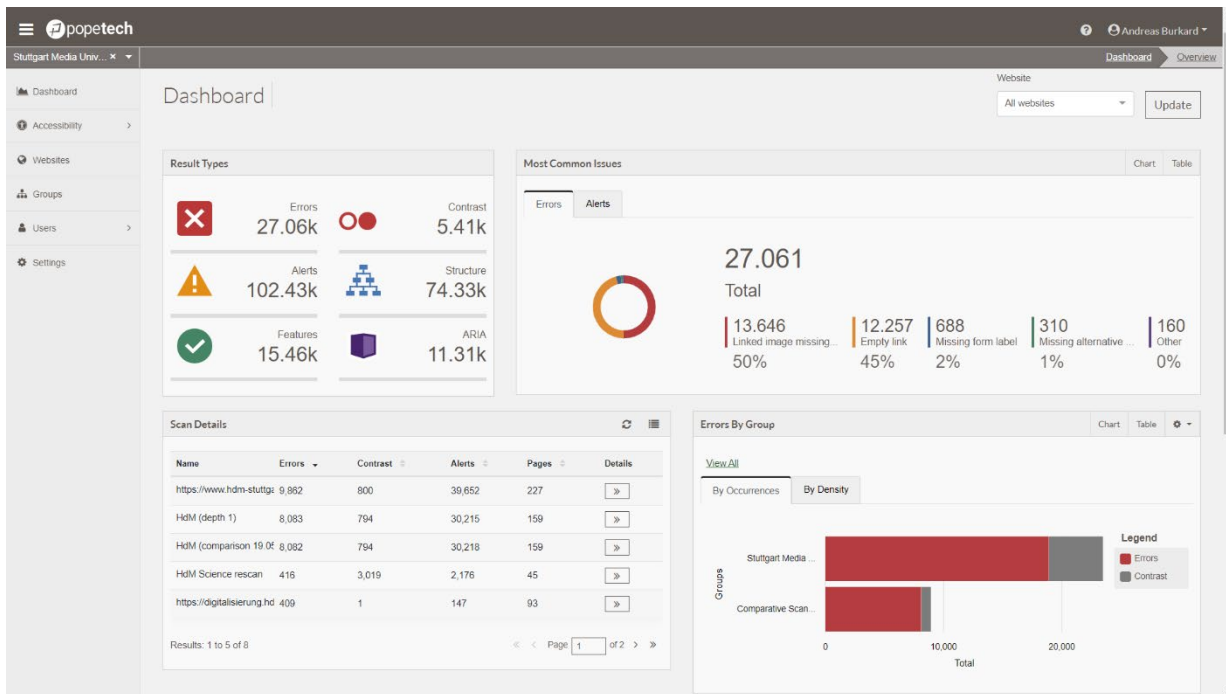 popetech
Andreas Burkard
Stuttgart Media Univ...
Dashboard
Overview
Dashboard
Accessibility
Websites
Groups
Users
Settings
Dashboard
Website
All websites
Update
Result Types
Errors
27.06k
Contrast
5.41k
Alerts
102.43k
Structure
74.33k
Features
15.46k
ARIA
11.31k
Most Common Issues
Chart Table
Errors Alerts
27.061
Total
13.646
Linked image missing...
50%
12.257
Empty link
45%
688
Missing form label
2%
310
Missing alternative ...
1%
160
Other
0%
Scan Details
Name Errors Contrast Alerts Pages Details
https://www.hdm-stuttga 9,862 800 39,652 227
HdM (depth 1) 8,083 794 30,215 159
HdM (comparison 19.05 8,082 794 30,218 159
HdM Science rescan 416 3,019 2,176 45
https://digitalisierung.hd 409 1 147 93
Results: 1 to 5 of 8
Page 1 of 2
Errors By Group
Chart Table
View All
By Occurrences By Density
Groups
Stuttgart Media ...
Comparative Scan...
0 10,000 20,000
Total
Legend
Errors
Contrast